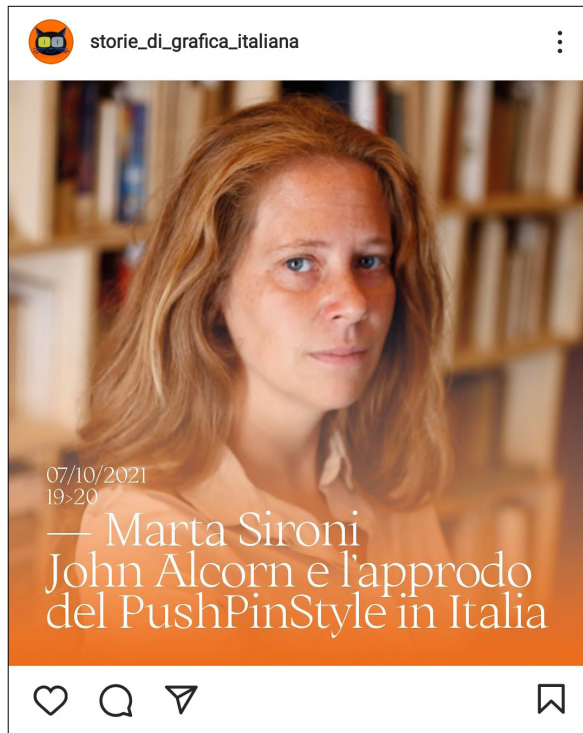 storie_di_grafica_italiana
07/10/2021
19>20
— Marta Sironi
John Alcorn e l'approdo
del PushPinStyle in Italia